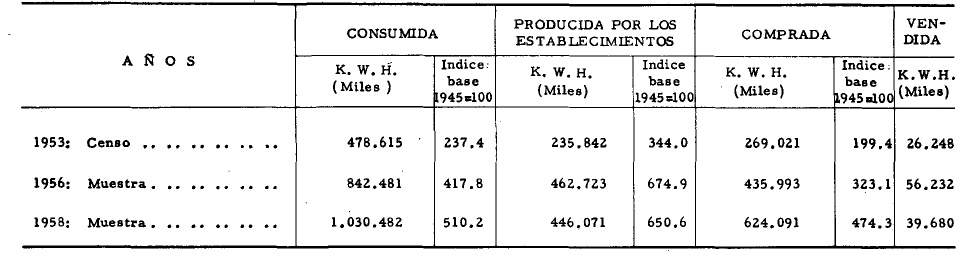 A Ñ O S CONSUMIDA PRODUCIDA POR LOS ESTABLECIMIENTOS COMPRADA VEN-DIDA
K. W. H. (Miles ) Indice: base 1945=100 K. W. H. (Miles) Indice base 1945=100 K. W. H. (Miles) Indice: base 1945=100 K.W.H. (Miles)
1953: Censo .. .. .. .. .. .. 478.615 237.4 235.842 344.0 269.021 199.4 26.248
1956: Muestra. .. .. .. .. .. 842.481 417.8 462.723 674.9 435.993 323.1 56.232
1958: Muestra. .. .. .. .. .. 1.030.482 510.2 446.071 650.6 624.091 474.3 39.680